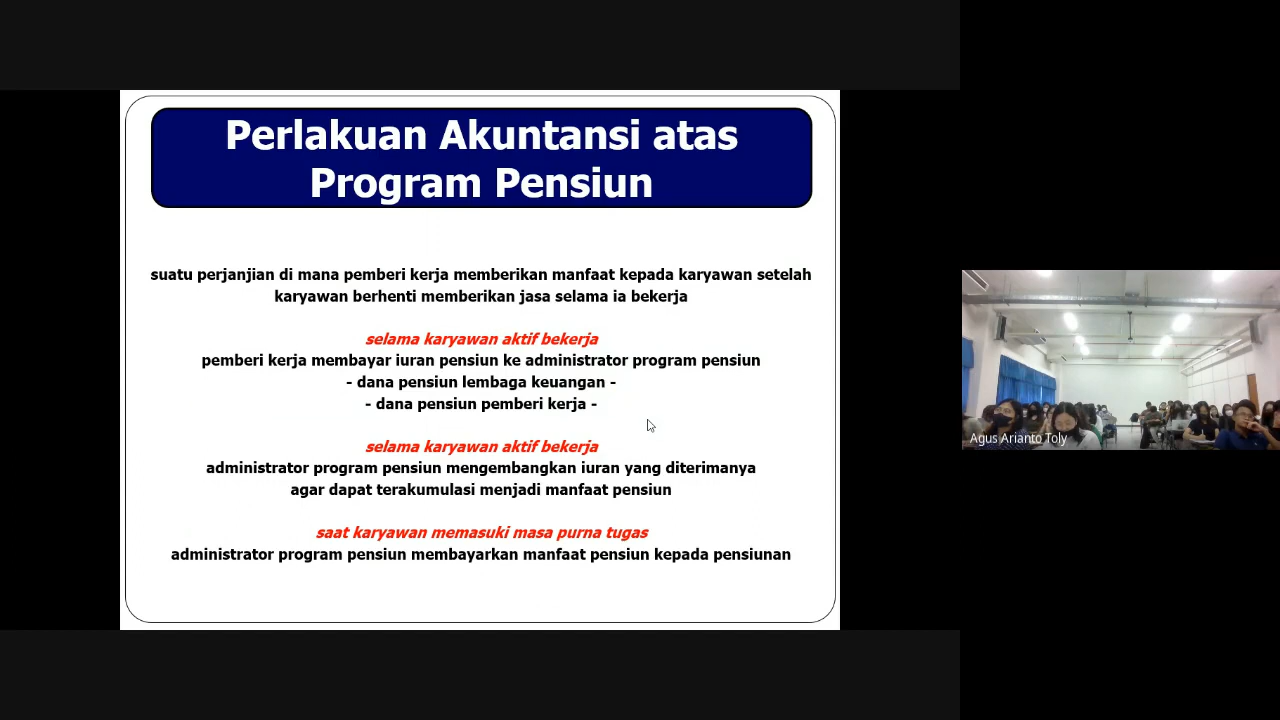 Perlakuan Akuntansi atas
Program Pensiun
suatu perjanjian di mana pemberi kerja memberikan manfaat kepada karyawan setelah
karyawan berhenti memberikan jasa selama ia bekerja
selama karyawan aktif bekerja
pemberi kerja membayar iuran pensiun ke administrator program pensiun
- dana pensiun lembaga keuangan -
- dana pensiun pemberi kerja -
selama karyawan aktif bekerja
administrator program pensiun mengembangkan iuran yang diterimanya
agar dapat terakumulasi menjadi manfaat pensiun
saat karyawan memasuki masa purna tugas
administrator program pensiun membayarkan manfaat pensiun kepada pensiunan
Agus Arianto Toly